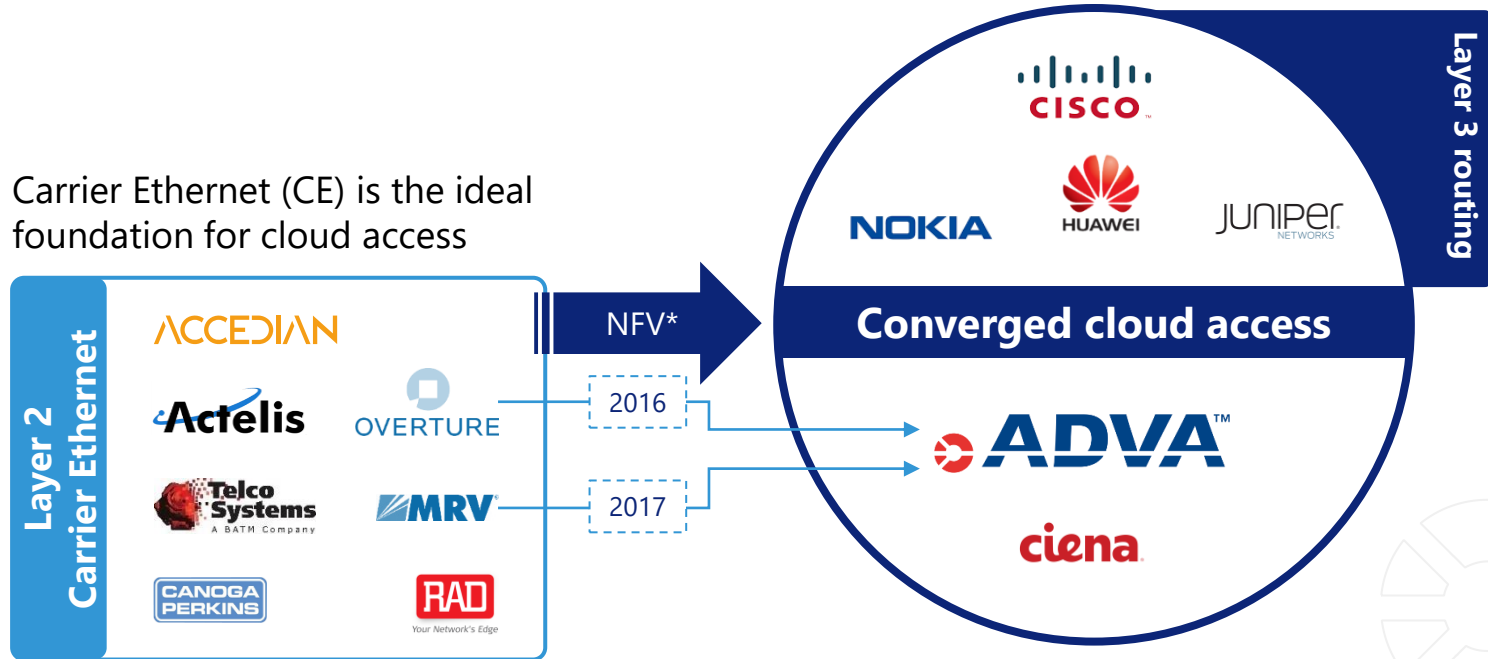 Carrier Ethernet (CE) is the ideal
foundation for cloud access
Layer 2
Carrier Ethernet
ACCEDIAN
Actelis
OVERTURE
Telco
Systems
A BATM Company
MRV®
CANOGA
PERKINS
RAD
Your Network's Edge
NFV*
2016
2017
CISCO™
NOKIA
HUAWEI
JUNIPER
NETWORKS
Layer 3 routing
Converged cloud access
ADVA™
ciena